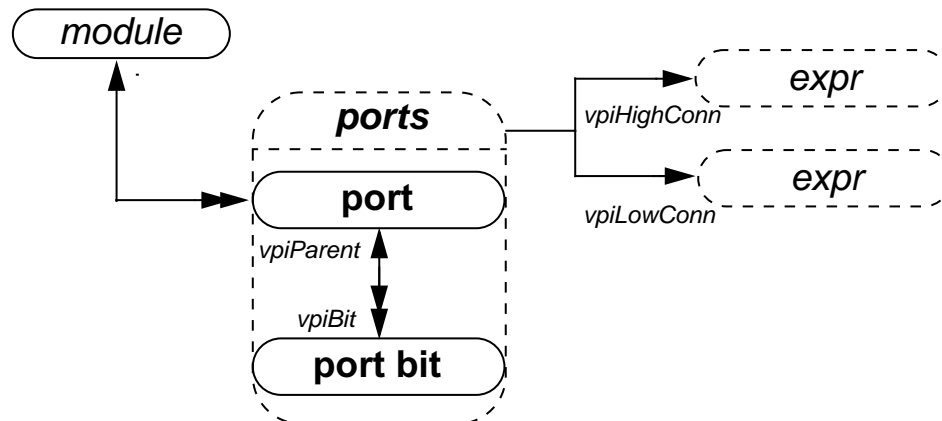 module
expr
ports
vpiHighConn
expr
port
vpiLowConn
vpiParent
vpiBit
port bit